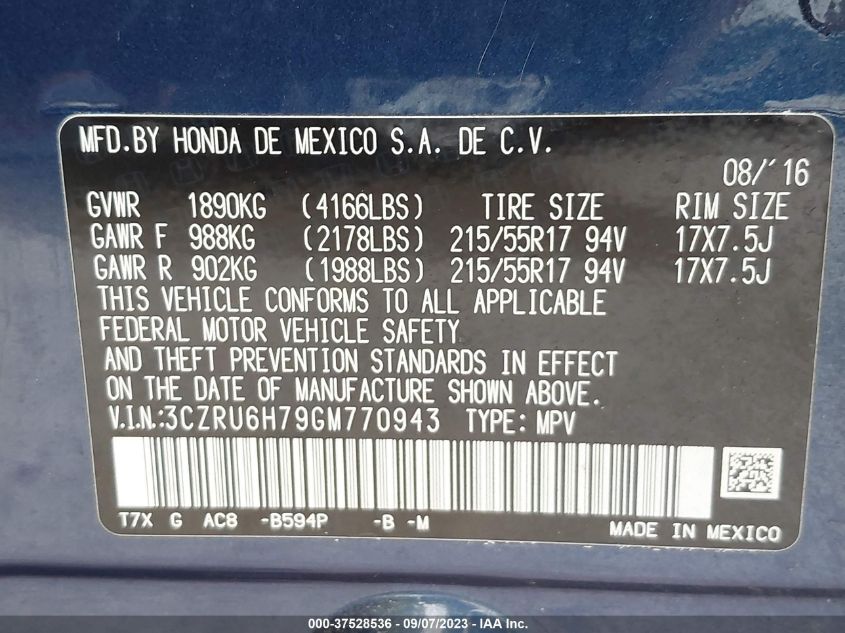 MFD.BY HONDA DE MEXICO S.A. DE C.V.
08/'16
GVWR 1890KG (4166LBS) TIRE SIZE RIM SIZE
GAWR F 988KG (2178LBS) 215/55R17 94V 17X7.5J
GAWR R 902KG (1988LBS) 215/55R17 94V 17X7.5J
THIS VEHICLE CONFORMS TO ALL APPLICABLE
FEDERAL MOTOR VEHICLE SAFETY
AND THEFT PREVENTION STANDARDS IN EFFECT
ON THE DATE OF MANUFACTURE SHOWN ABOVE.
V.I.N.:3CZRU6H79GM770943 TYPE: MPV
T7X G AC8 -B594P -B -M
MADE IN MEXICO
000-37528536 - 09/07/2023 - IAA Inc.